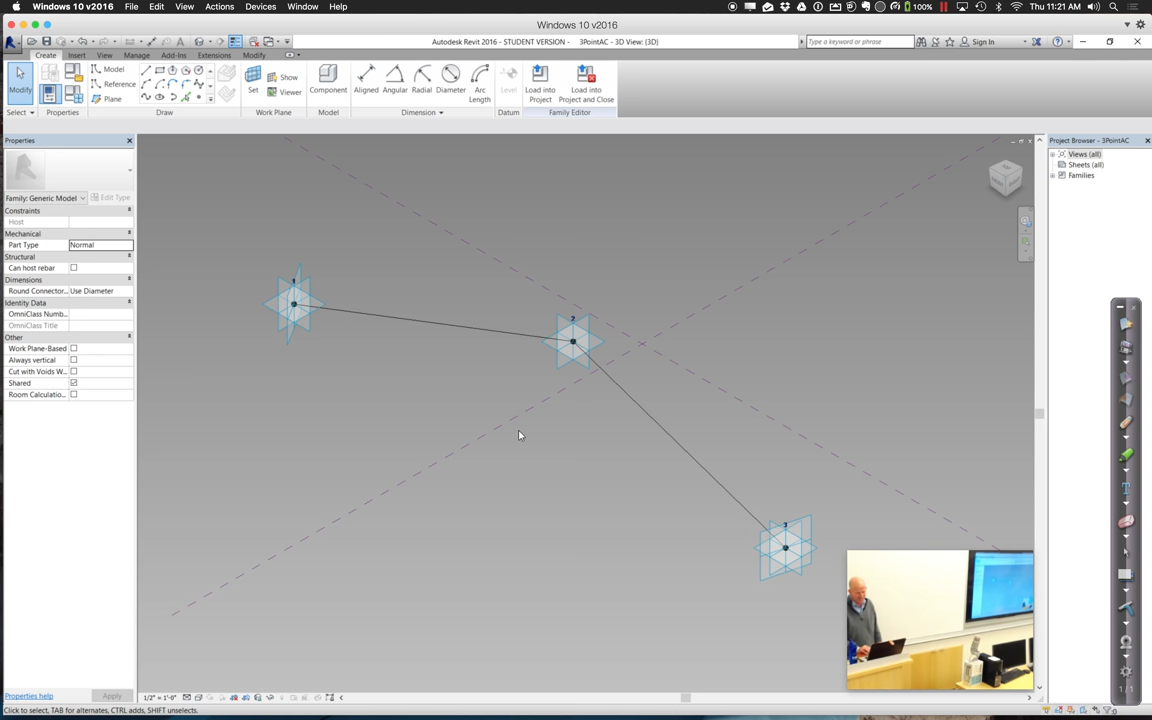 Windows 10 v2016 File Edit View Actions Devices Window Help 100% Thu 11:21 AM
Windows 10 v2016
Autodesk Revit 2016 - STUDENT VERSION - 3PointAC - 3D View: {3D} Type a keyword or phrase Sign In
Create Insert View Manage Add-Ins Extensions Modify
Model Show
Reference
Modify Set Viewer Component Aligned Angular Radial Diameter Arc Length Level Load into Project Load into Project and Close
Plane
Select Properties Draw Work Plane Model Dimension Datum Family Editor
Properties
Project Browser - 3PointAC
Views (all)
Sheets (all)
Families
Family: Generic Model Edit Type
Constraints
Host
Mechanical
Part Type Normal
Structural
Can host rebar
Dimensions
Round Connector... Use Diameter
Identity Data
OmniClass Numb...
OmniClass Title
Other
Work Plane-Based
Always vertical
Cut with Voids W...
Shared
Room Calculatio...
1
2
3
1/1
Properties help Apply
1/2" = 1'-0"
Click to select, TAB for alternates, CTRL adds, SHIFT unselects.
:0